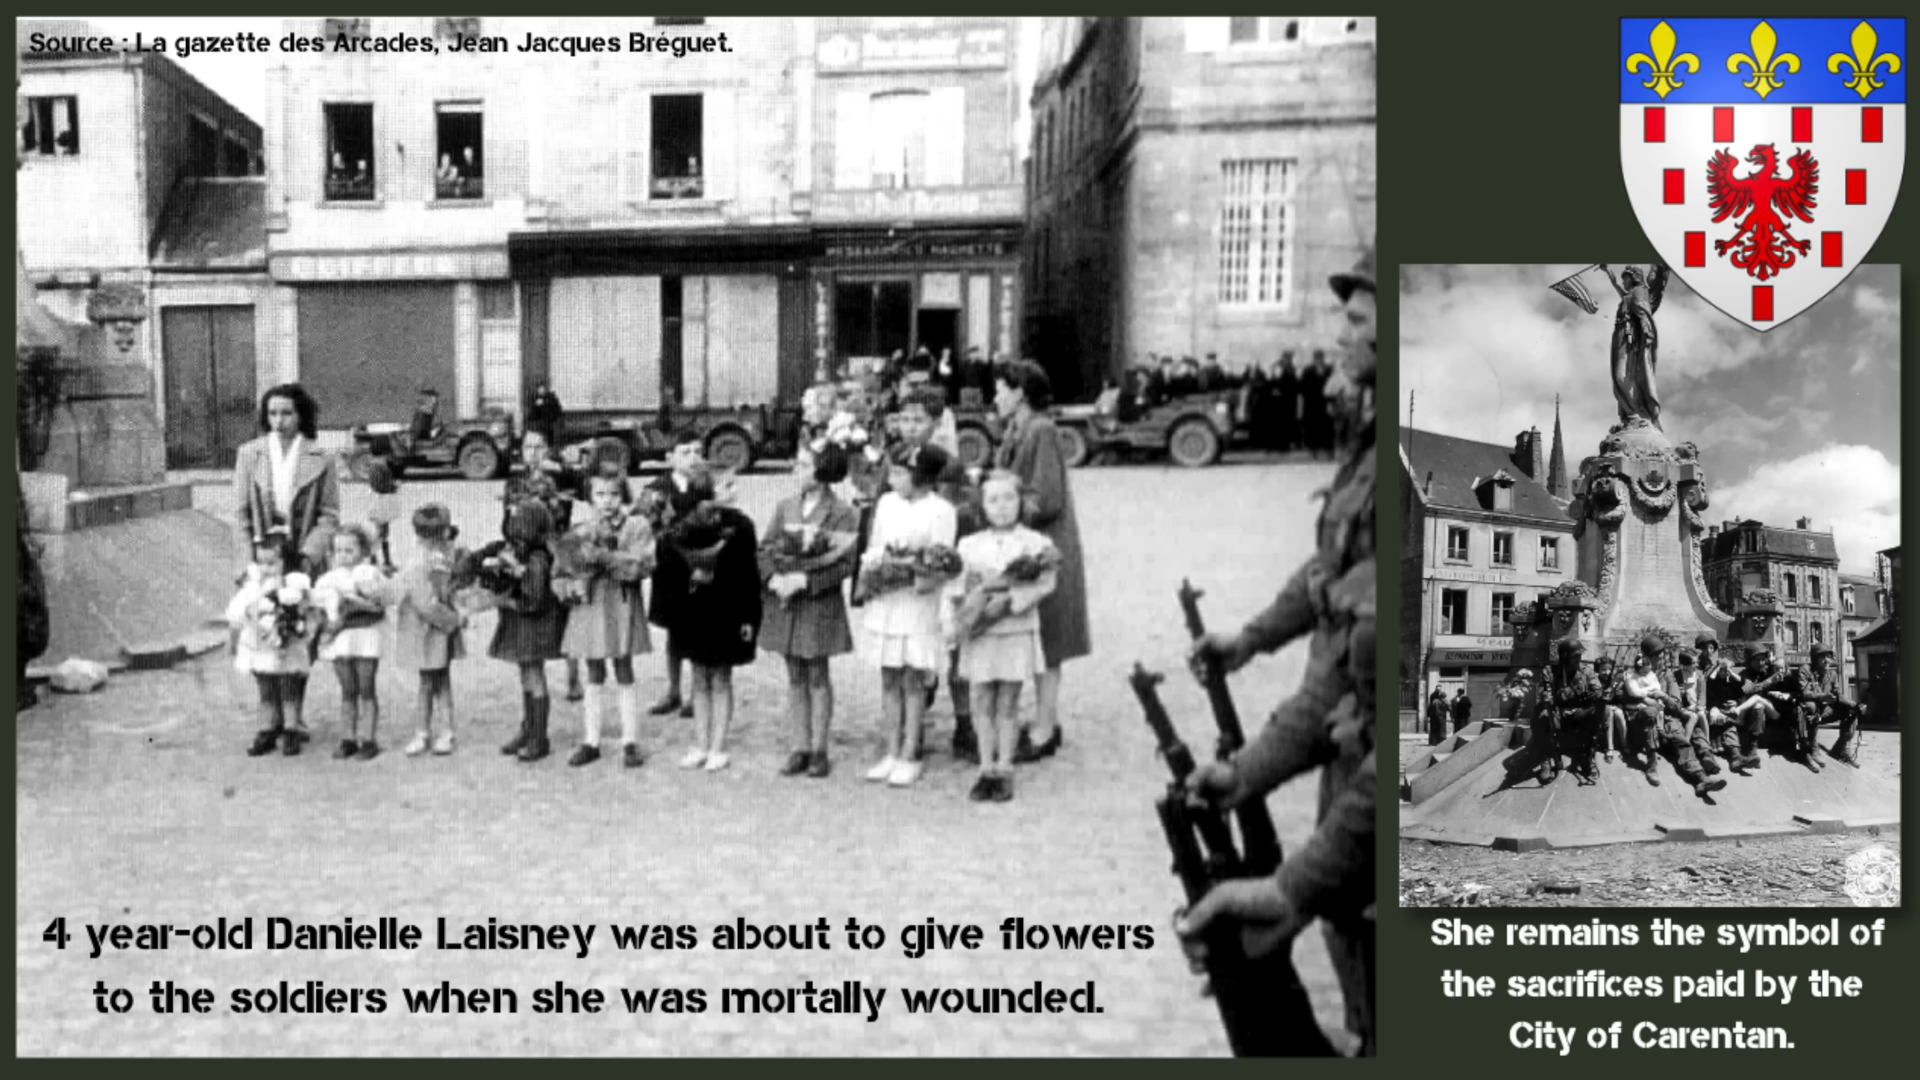 Source : La gazette des Arcades, Jean Jacques Bréguet.
4 year-old Danielle Laisney was about to give flowers
to the soldiers when she was mortally wounded.
She remains the symbol of
the sacrifices paid by the
City of Carentan.